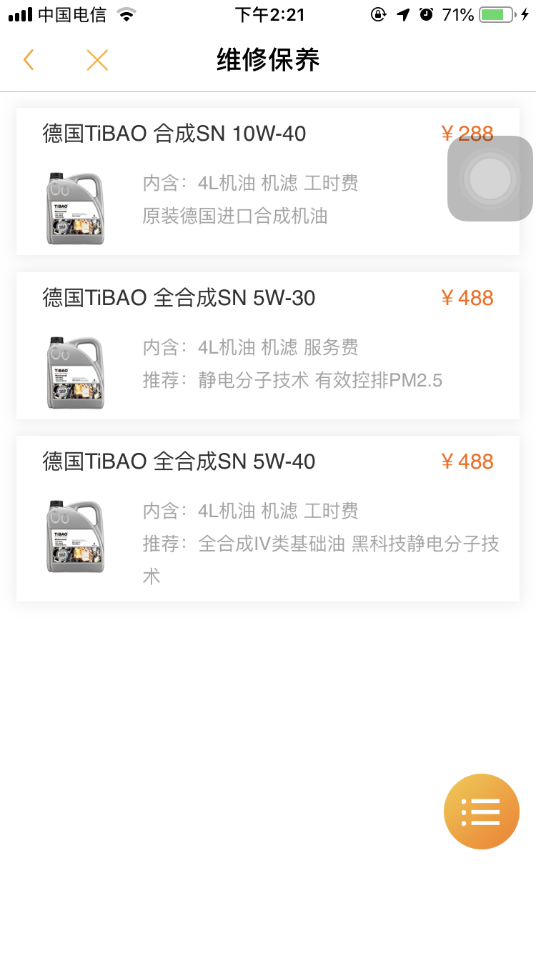 中国电信
下午2:21
71%
维修保养
德国TiBAO 合成SN 10W-40
￥288
内含：4L机油 机滤 工时费
原装德国进口合成机油
TiBAO
德国TiBAO 全合成SN 5W-30
￥488
内含：4L机油 机滤 服务费
推荐：静电分子技术 有效控排PM2.5
TiBAO
德国TiBAO 全合成SN 5W-40
￥488
内含：4L机油 机滤 工时费
推荐：全合成IV类基础油 黑科技静电分子技
术
TiBAO